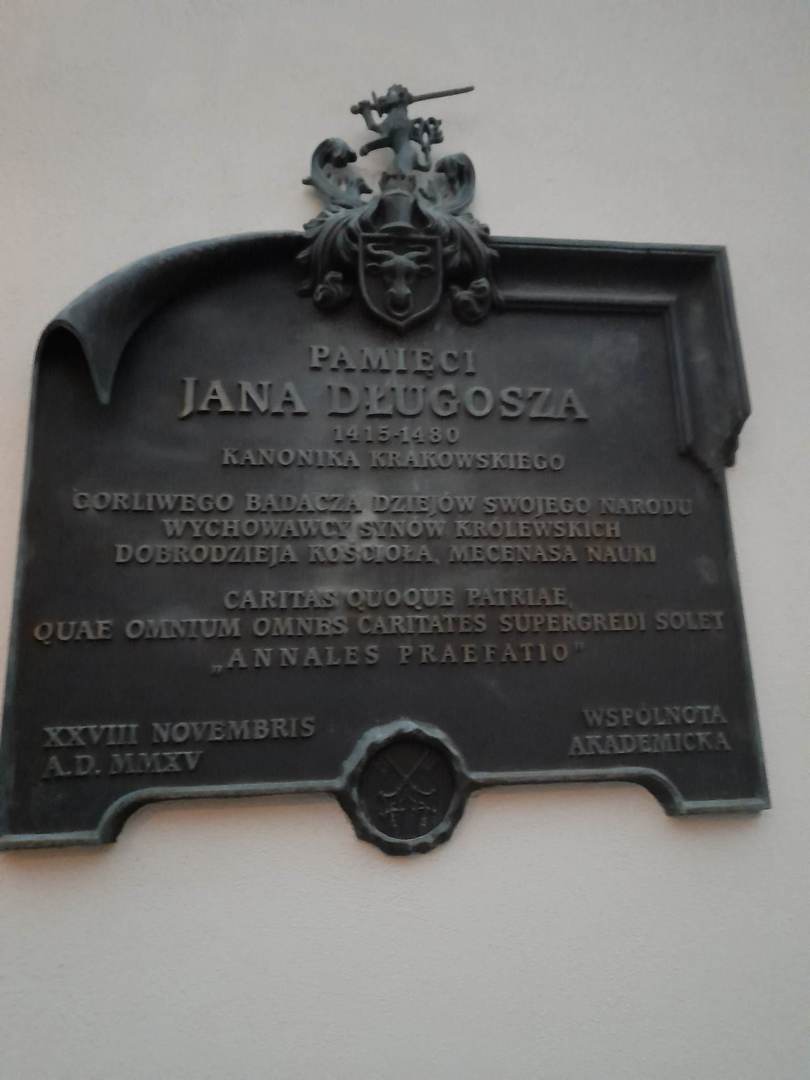 PAMIĘCI
JANA DŁUGOSZA
1415-1480
KANONIKA KRAKOWSKIEGO
GORLIWEGO BADACZA DZIEJÓW SWOJEGO NARODU
WYCHOWAWCY SYNÓW KRÓLEWSKICH
DOBRODZIEJA KOŚCIOŁA, MECENASA NAUKI
CARITAS QUOQUE PATRIAE,
QUAE OMNIUM OMNES CARITATES SUPERGREDI SOLET
„ANNALES PRAEFATIO"
XXVIII NOVEMBRIS
A.D. MMXV
WSPÓLNOTA
AKADEMICKA